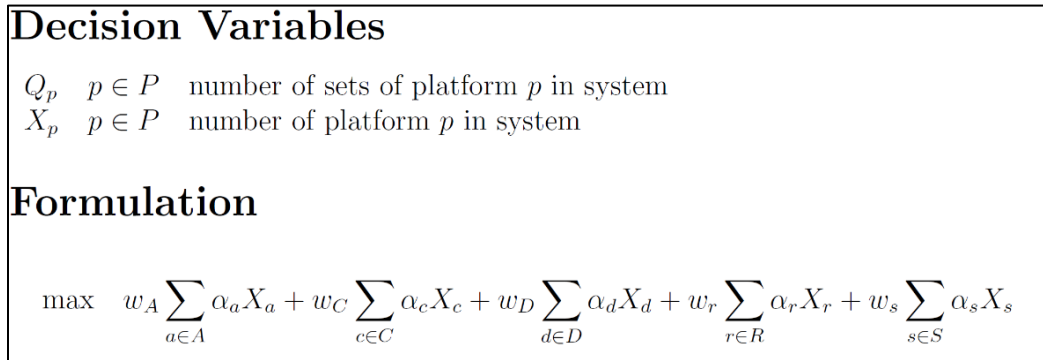 Decision Variables
Q_p p ∈ P number of sets of platform p in system
X_p p ∈ P number of platform p in system
Formulation
max w_A ∑_{a∈A} α_a X_a + w_C ∑_{c∈C} α_c X_c + w_D ∑_{d∈D} α_d X_d + w_r ∑_{r∈R} α_r X_r + w_s ∑_{s∈S} α_s X_s